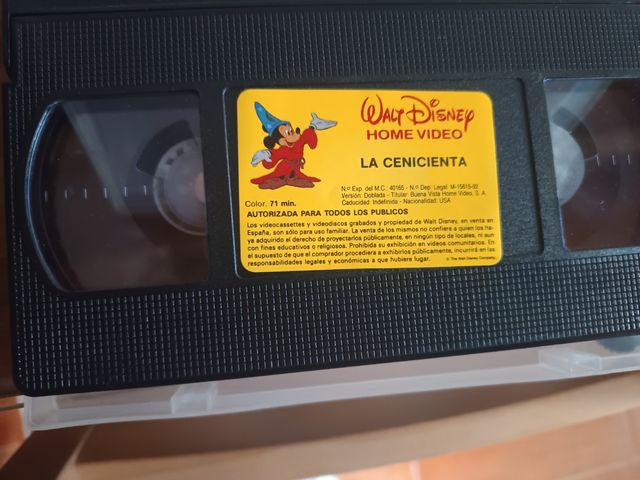 WALT DISNEY
HOME VIDEO
LA CENICIENTA
N.o Exp. del M.C.: 40165 - N.o Dep. Legal: M-15615-92
Versión: Doblada - Titular: Buena Vista Home Video, S. A.
Caducidad: Indefinida - Nacionalidad: USA
Color. 71 min.
AUTORIZADA PARA TODOS LOS PUBLICOS
Los videocassettes y videodiscos grabados y propiedad de Walt Disney, en venta en
España, son sólo para uso familiar. La venta de los mismos no confiere a quien los ha-
ya adquirido el derecho de proyectarlos públicamente, en ningún tipo de locales, ni aun
con fines educativos o religiosos. Prohibida su exhibición en videos comunitarios. En
el supuesto de que el comprador procediera a exhibirlos públicamente, incurrirá en las
responsabilidades legales y económicas a que hubiere lugar.
© The Walt Disney Company.